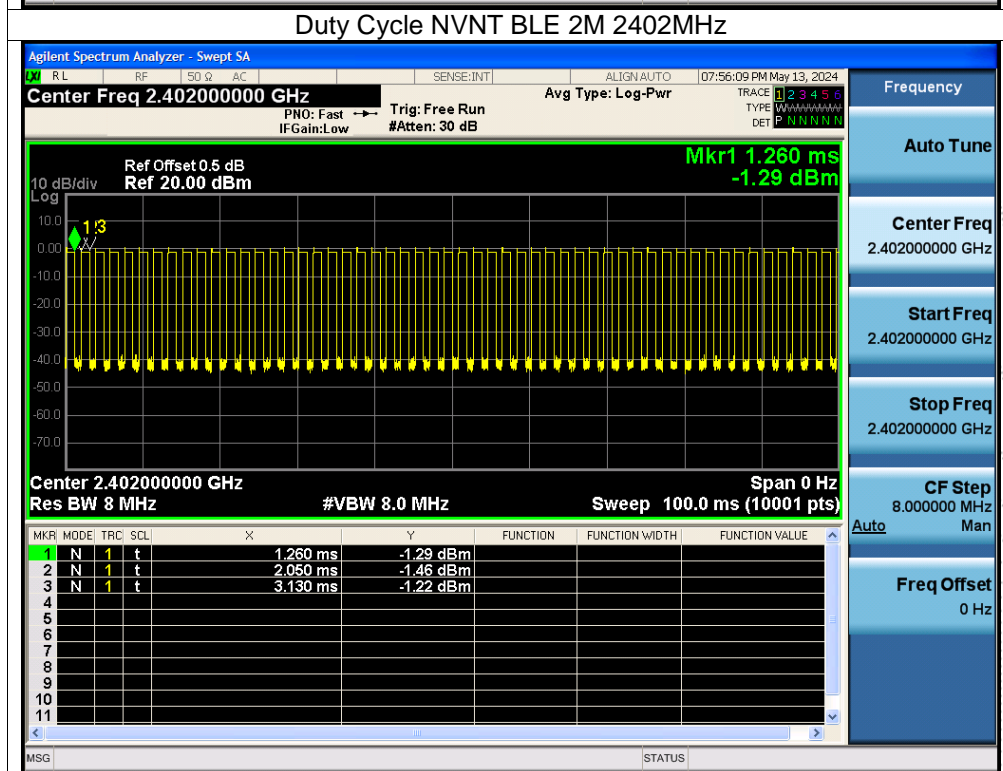 Duty Cycle NVNT BLE 2M 2402MHz
Agilent Spectrum Analyzer - Swept SA
LXI RL RF 50 Ω AC SENSE:INT ALIGN AUTO 07:56:09 PM May 13, 2024
Center Freq 2.402000000 GHz
PNO: Fast
IFGain:Low
Trig: Free Run
#Atten: 30 dB
Avg Type: Log-Pwr
TRACE 1 2 3 4 5 6
TYPE WWWWWW
DET P N N N N N
Ref Offset 0.5 dB
Ref 20.00 dBm
10 dB/div
Log
Mkr1 1.260 ms
-1.29 dBm
10.0
0.00
-10.0
-20.0
-30.0
-40.0
-50.0
-60.0
-70.0
1 3
Center 2.402000000 GHz
Span 0 Hz
Res BW 8 MHz
#VBW 8.0 MHz
Sweep 100.0 ms (10001 pts)
MKR MODE TRC SCL X Y FUNCTION FUNCTION WIDTH FUNCTION VALUE
1 N 1 t 1.260 ms -1.29 dBm
2 N 1 t 2.050 ms -1.46 dBm
3 N 1 t 3.130 ms -1.22 dBm
4
5
6
7
8
9
10
11
MSG
STATUS
Frequency
Auto Tune
Center Freq
2.402000000 GHz
Start Freq
2.402000000 GHz
Stop Freq
2.402000000 GHz
CF Step
8.000000 MHz
Auto Man
Freq Offset
0 Hz